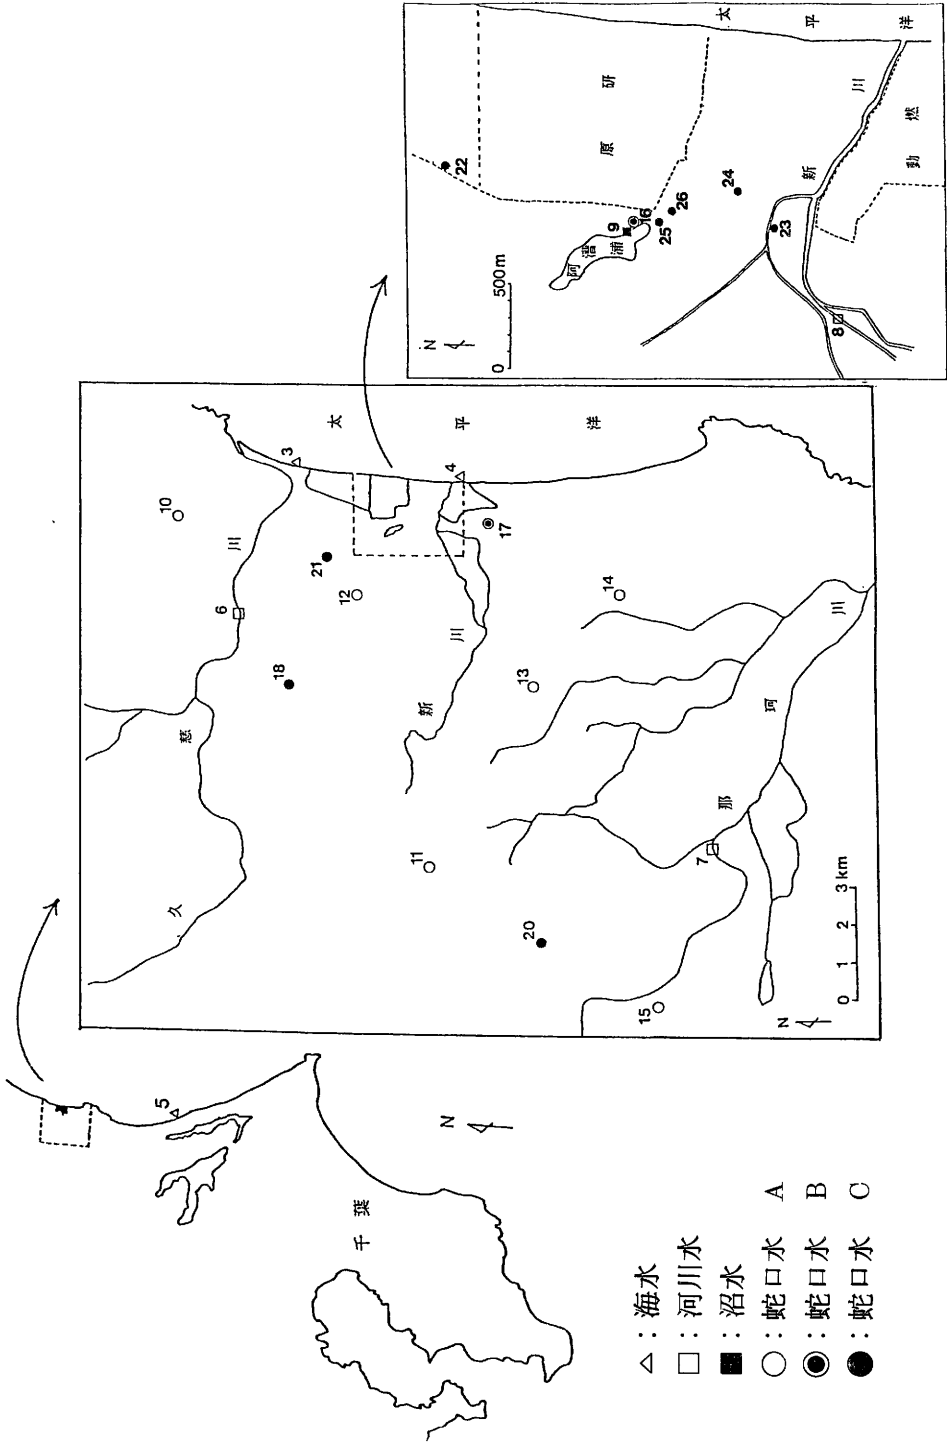 太平洋
原研
22
9
16
阿漕浦
25
26
24
新川
23
動燃
8
0 500m
N
太平洋
3
4
10
川
6
21
12
17
18
新川
14
13
慈
久
11
20
7
15
那珂川
0 1 2 3 km
N
5
N
千葉
△ : 海水
□ : 河川水
■ : 沼水
○ : 蛇口水 A
◉ : 蛇口水 B
● : 蛇口水 C